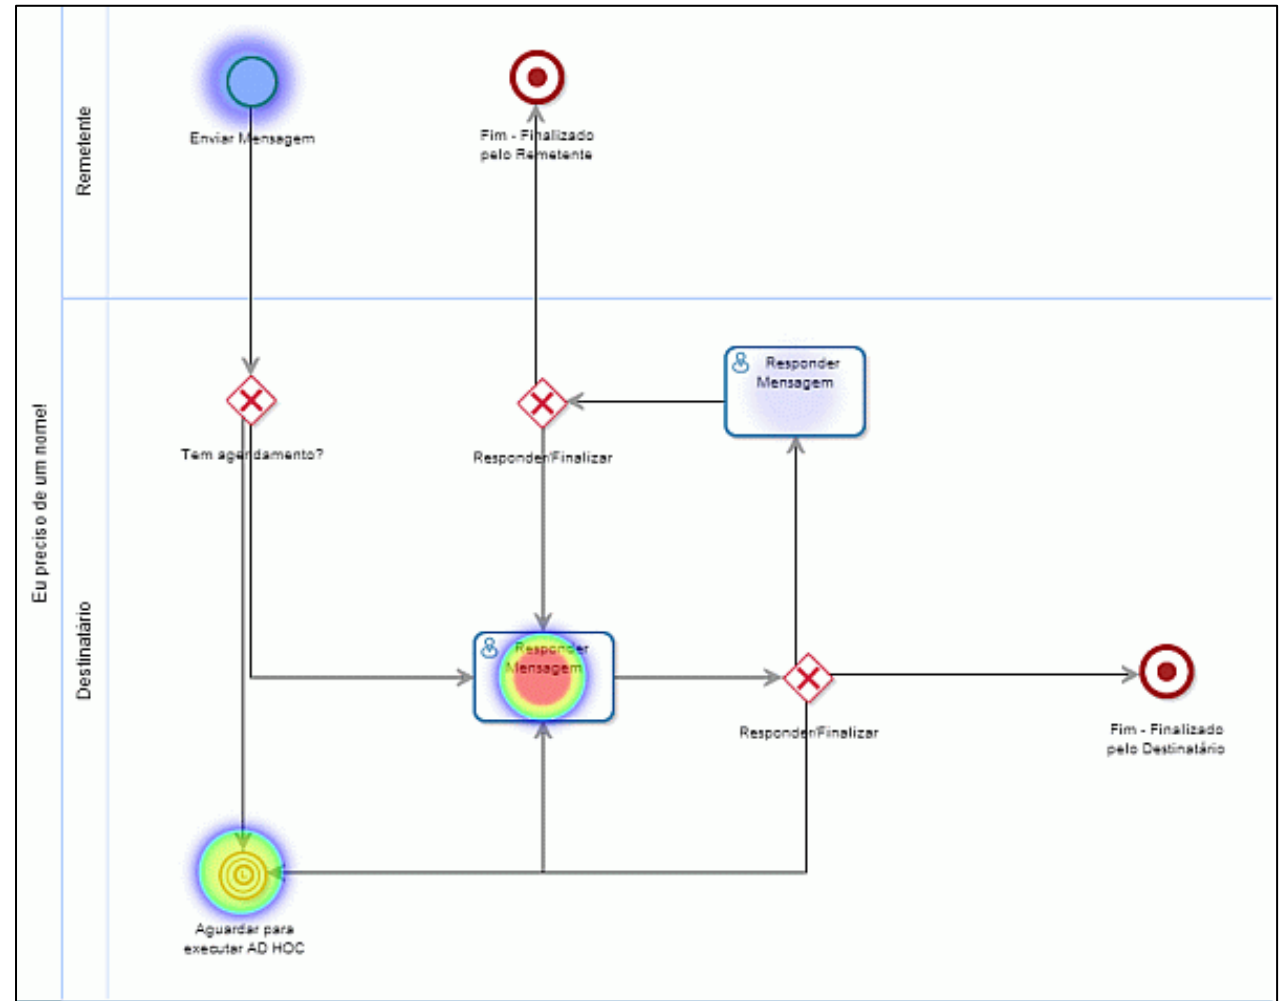 Eu preciso de um nome!
Remetente
Enviar Mensagem
Fim - Finalizado
pelo Remetente
Destinatário
Tem agendamento?
Responder/Finalizar
Responder
Mensagem
Responder
Mensagem
Responder/Finalizar
Fim - Finalizado
pelo Destinatário
Aguardar para
executar AD HOC